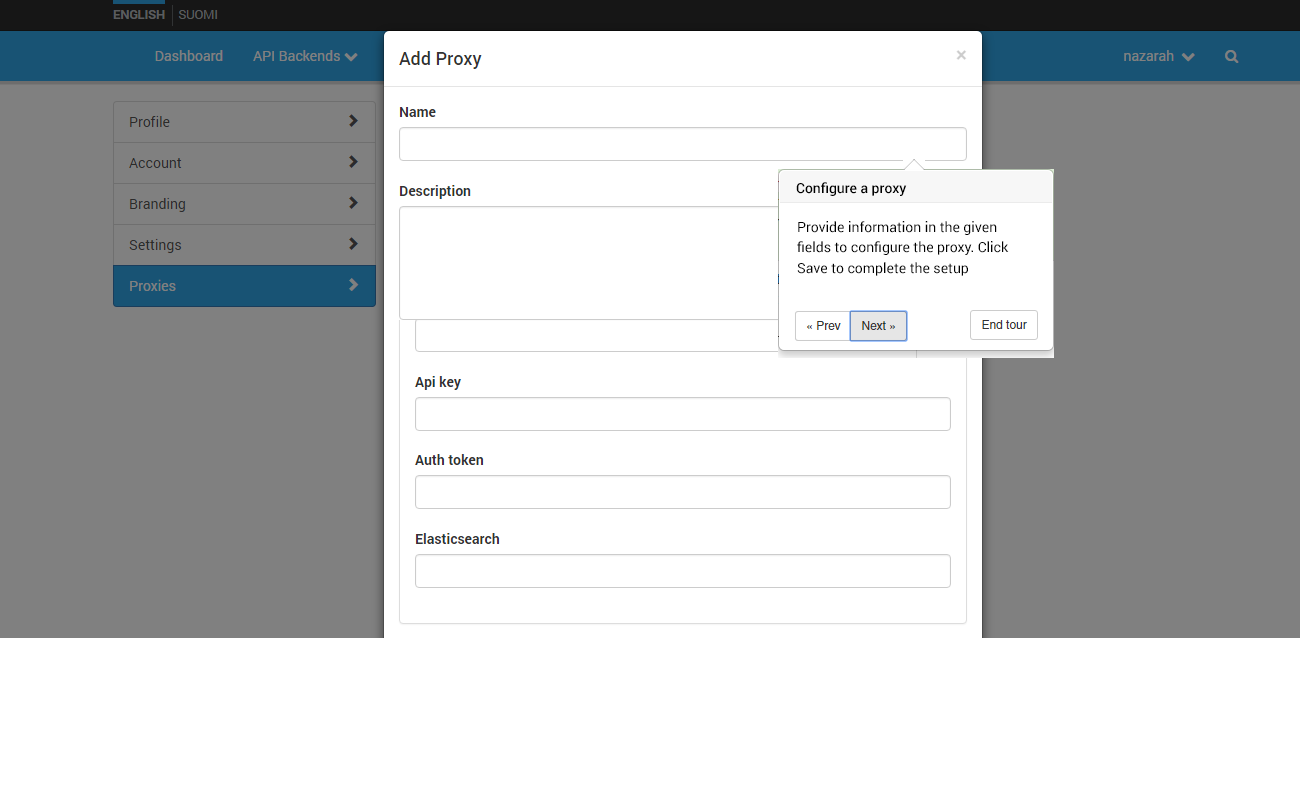 ENGLISH SUOMI
Dashboard API Backends nazarah
Add Proxy ×
Profile
Account
Branding
Settings
Proxies
Name
Description
Configure a proxy
Provide information in the given
fields to configure the proxy. Click
Save to complete the setup
« Prev Next » End tour
Api key
Auth token
Elasticsearch